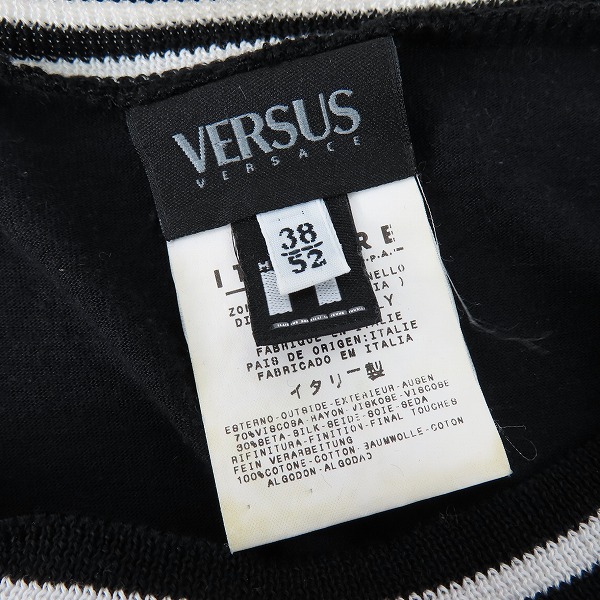 VERSUS
VERSACE
38
52
FABRIQUE EN ITALIE
PAIS DE ORIGEN:ITALIE
FABRICADO EM ITALIA
イタリー製
ESTERNO-OUTSIDE-EXTERIEUR-AUßEN
70%VISCOSA-RAYON-VISKOSE-VISCOSE
30%SETA-SILK-SEIDE-SOIE-SEDA
RIFINITURA-FINITION-FINAL TOUCHES
FEIN VERARBEITUNG
100%COTONE-COTTON-BAUMWOLLE-COTON
ALGODON-ALGODAO